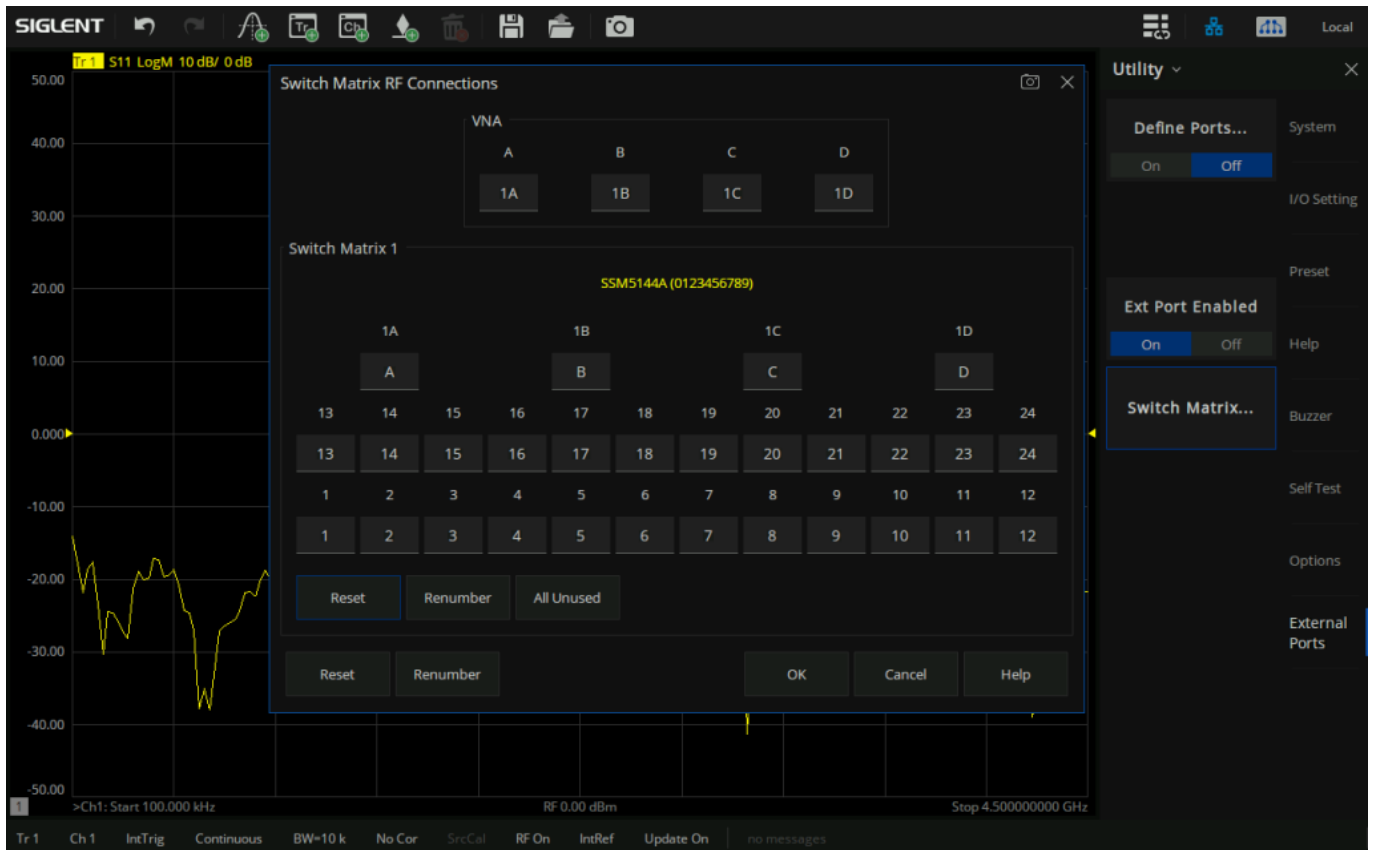 SIGLENT Tr Ch Local
Tr 1 S11 LogM 10 dB/ 0 dB
50.00
40.00
30.00
20.00
10.00
0.000
-10.00
-20.00
-30.00
-40.00
-50.00
Switch Matrix RF Connections
VNA
A B C D
1A 1B 1C 1D
Switch Matrix 1
SSM5144A (0123456789)
1A 1B 1C 1D
A B C D
13 14 15 16 17 18 19 20 21 22 23 24
13 14 15 16 17 18 19 20 21 22 23 24
1 2 3 4 5 6 7 8 9 10 11 12
1 2 3 4 5 6 7 8 9 10 11 12
Reset Renumber All Unused
Reset Renumber OK Cancel Help
Utility
Define Ports...
On Off
Ext Port Enabled
On Off
Switch Matrix...
System
I/O Setting
Preset
Help
Buzzer
Self Test
Options
External
Ports
1 >Ch1: Start 100.000 kHz RF 0.00 dBm Stop 4.500000000 GHz
Tr 1 Ch 1 IntTrig Continuous BW=10 k No Cor SrcCal RF On IntRef Update On no messages